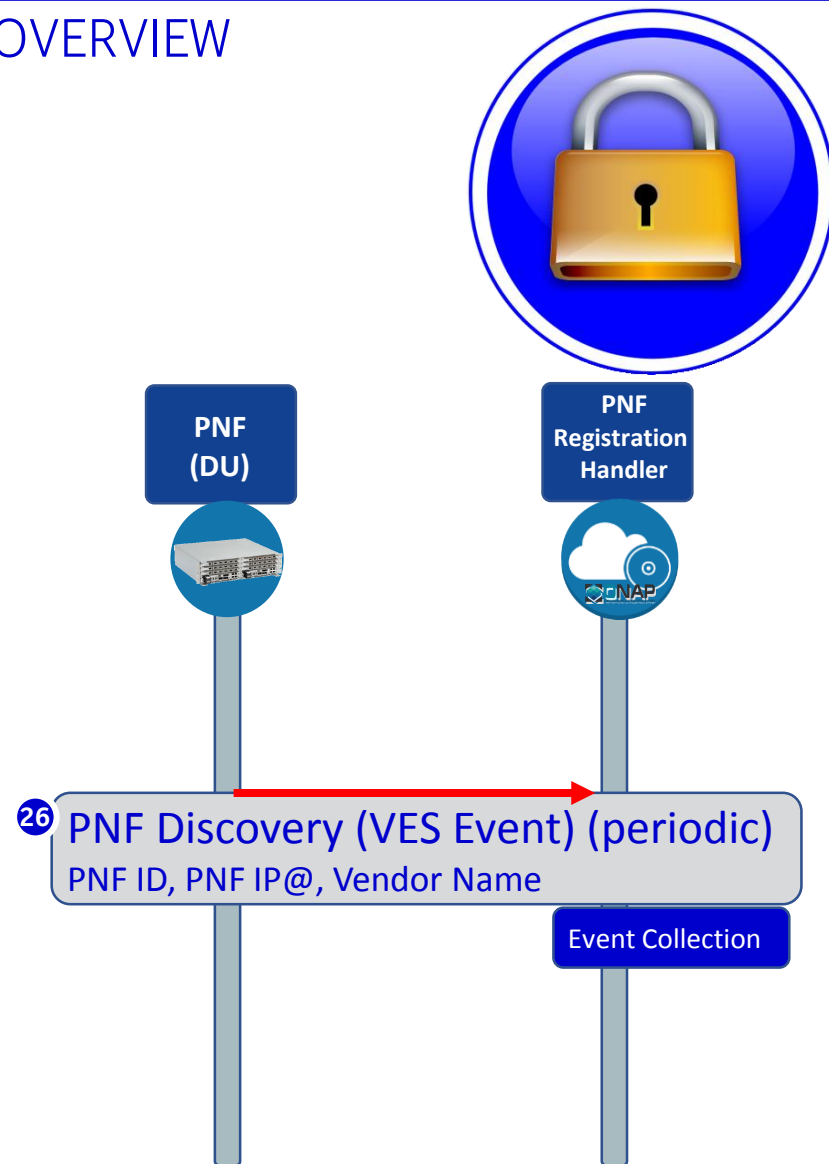 OVERVIEW
PNF
(DU)
PNF
Registration
Handler
ONAP
26
PNF Discovery (VES Event) (periodic)
PNF ID, PNF IP@, Vendor Name
Event Collection